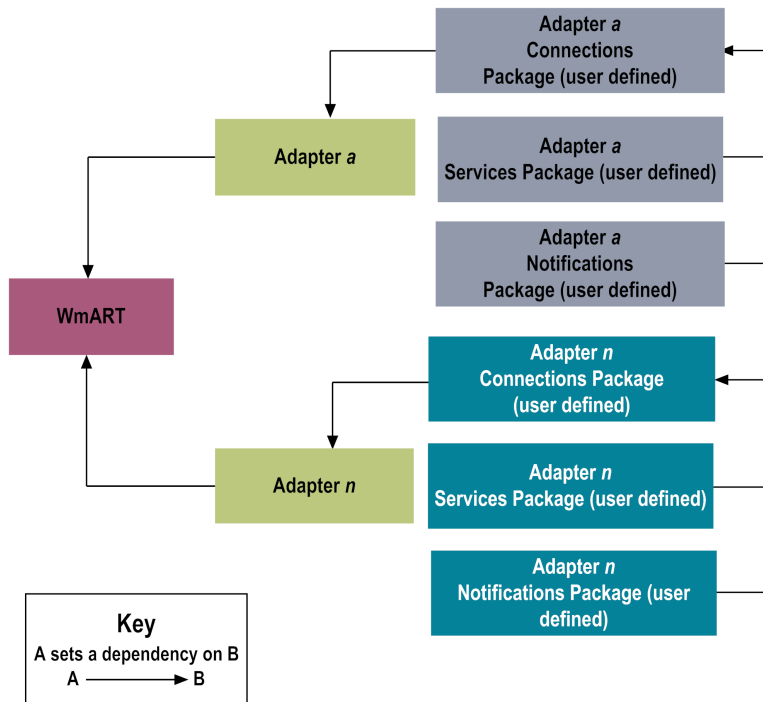 Adapter a
Connections
Package (user defined)
Adapter a
Adapter a
Services Package (user defined)
Adapter a
Notifications
Package (user defined)
WmART
Adapter n
Connections Package
(user defined)
Adapter n
Adapter n
Services Package (user defined)
Adapter n
Notifications Package (user
defined)
Key
A sets a dependency on B
A B